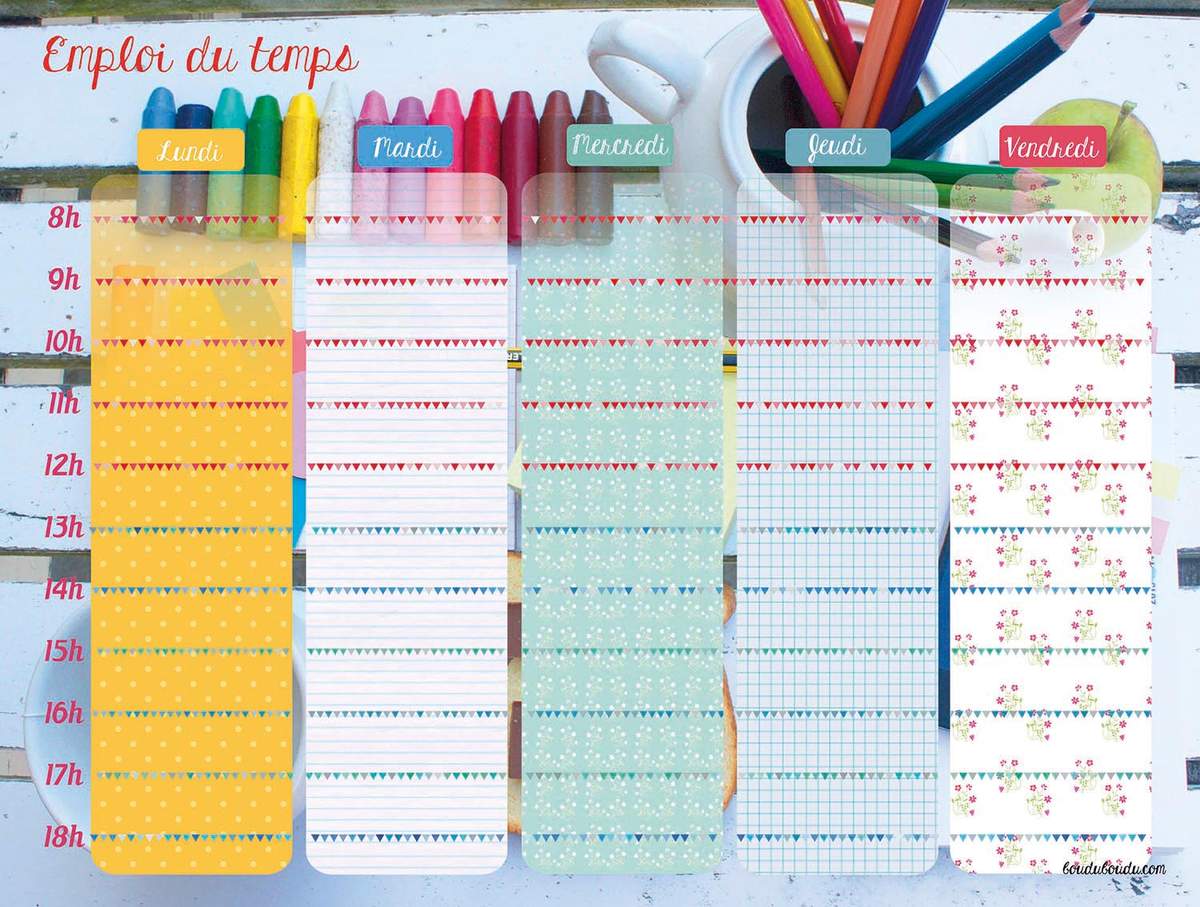 Emploi du temps
Lundi
Mardi
Mercredi
Jeudi
Vendredi
8h
9h
10h
11h
12h
13h
14h
15h
16h
17h
18h
bouduboudu.com